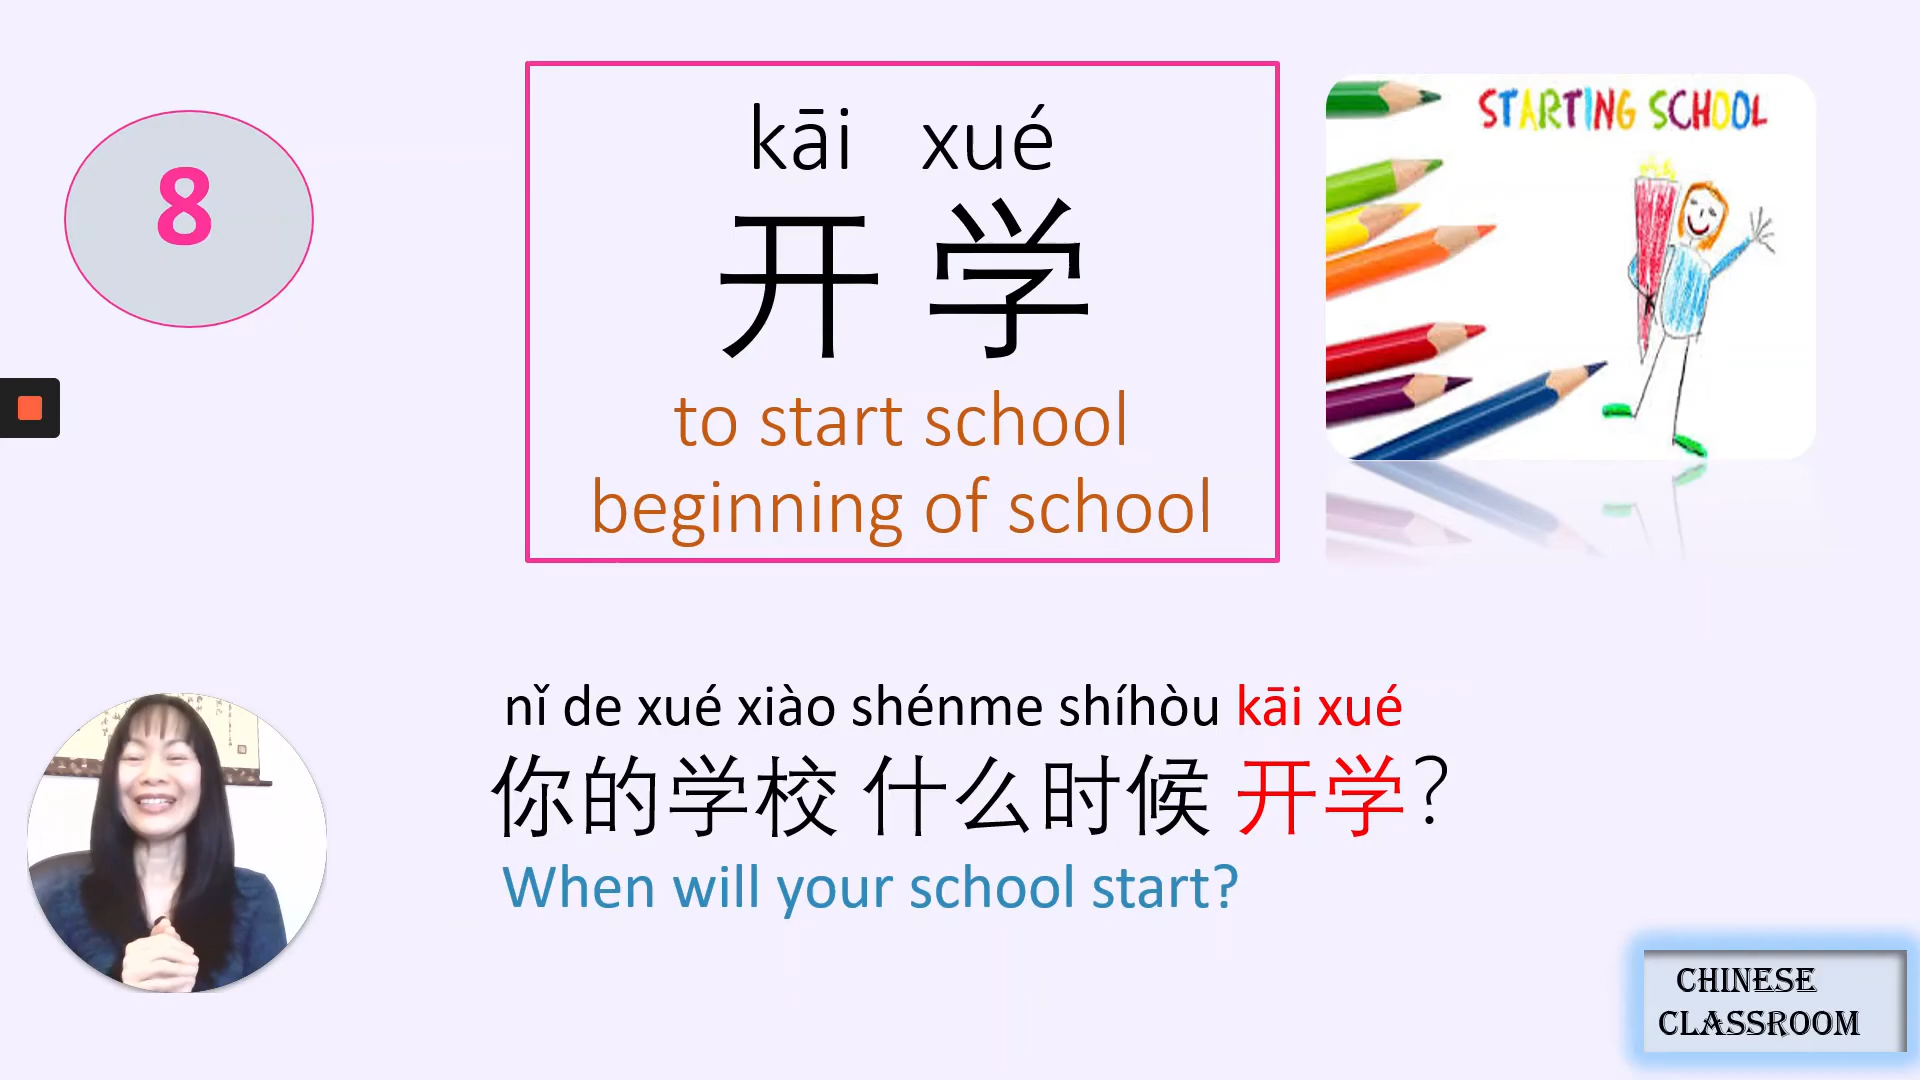 8
kāi xué
开 学
to start school
beginning of school
STARTING SCHOOL
nǐ de xué xiào shénme shíhòu kāi xué
你的学校 什么时候 开学?
When will your school start?
CHINESE
CLASSROOM